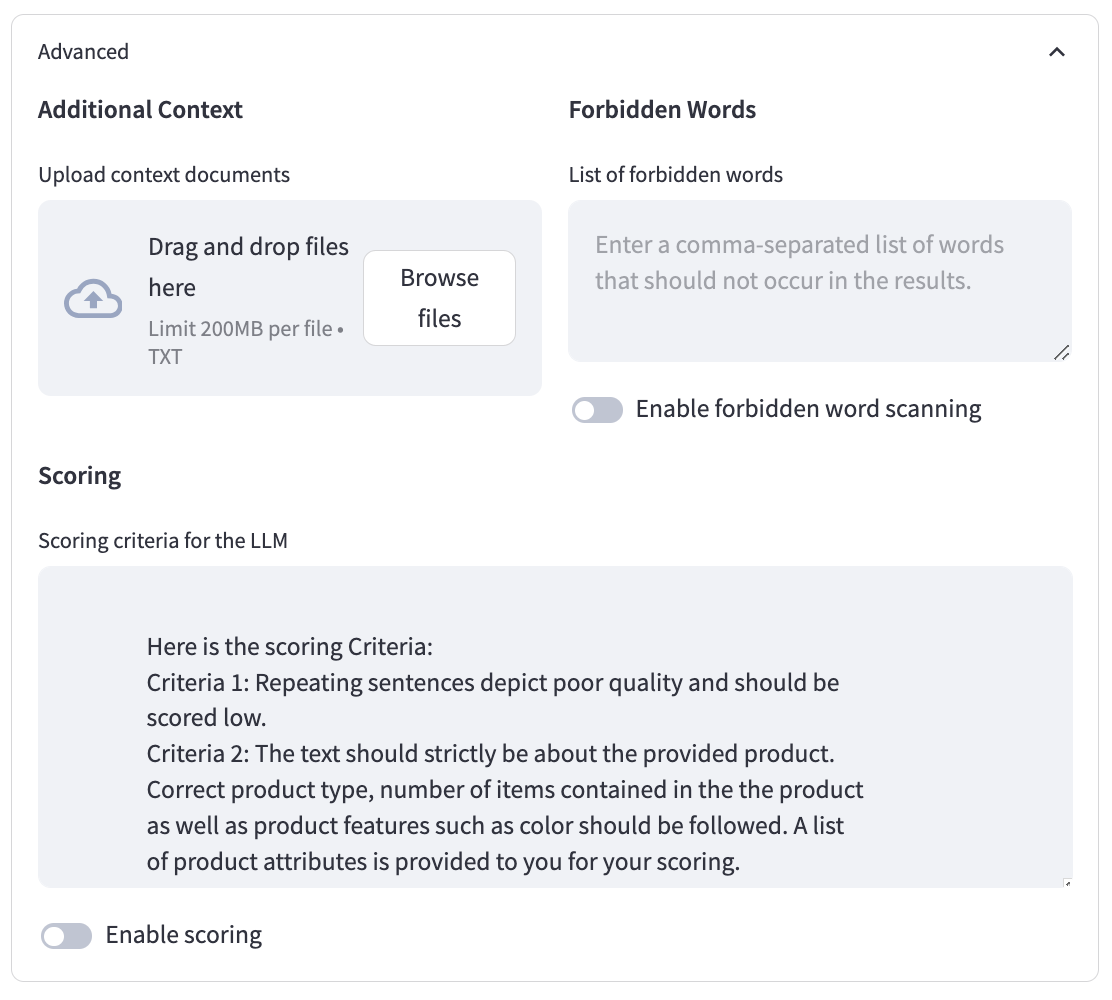 Advanced
Additional Context
Upload context documents
Drag and drop files
here
Limit 200MB per file •
TXT
Browse
files
Forbidden Words
List of forbidden words
Enter a comma-separated list of words
that should not occur in the results.
Enable forbidden word scanning
Scoring
Scoring criteria for the LLM
Here is the scoring Criteria:
Criteria 1: Repeating sentences depict poor quality and should be
scored low.
Criteria 2: The text should strictly be about the provided product.
Correct product type, number of items contained in the the product
as well as product features such as color should be followed. A list
of product attributes is provided to you for your scoring.
Enable scoring